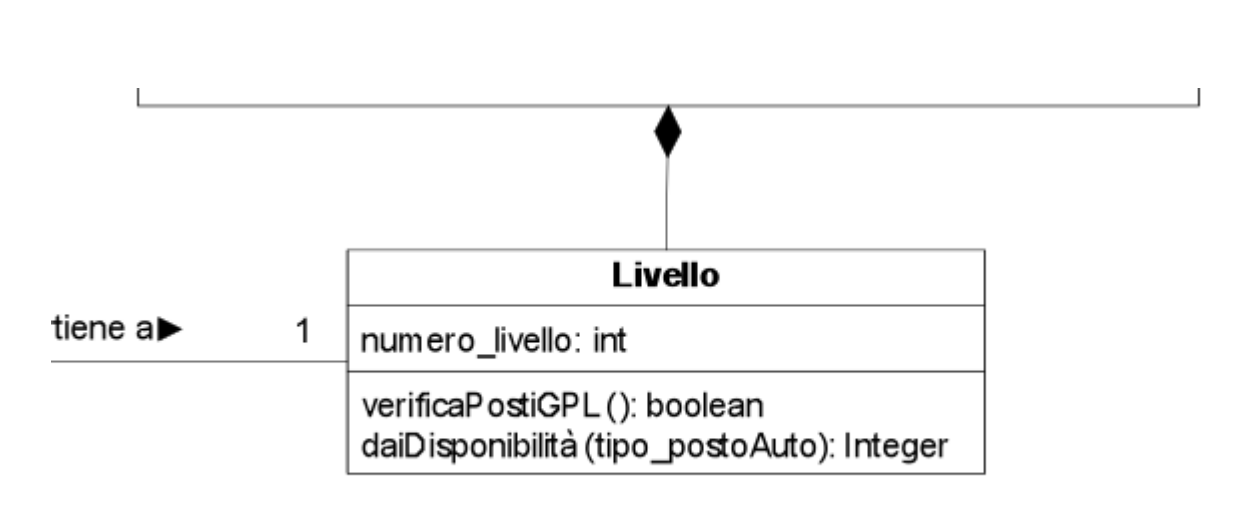 Livello
tiene a▶ 1
numero_livello: int
verificaPostiGPL(): boolean
daiDisponibilità(tipo_postoAuto): Integer